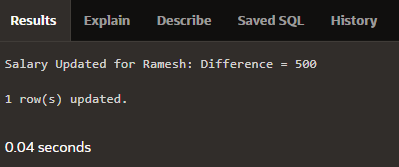 Results Explain Describe Saved SQL History
Salary Updated for Ramesh: Difference = 500
1 row(s) updated.
0.04 seconds